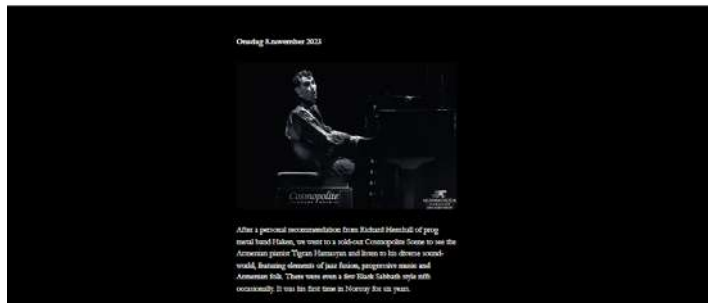 Onsdag 8.november 2023
Cosmopolite
After a personal recommendation from Richard Henshall of prog
metal band Haken, we went to a sold-out Cosmopolite Scene to see the
Armenian pianist Tigran Hamasyan and listen to his diverse sound-
world, featuring elements of jazz fusion, progressive music and
Armenian folk. There were even a few Black Sabbath style riffs
occasionally. It was his first time in Norway for six years.